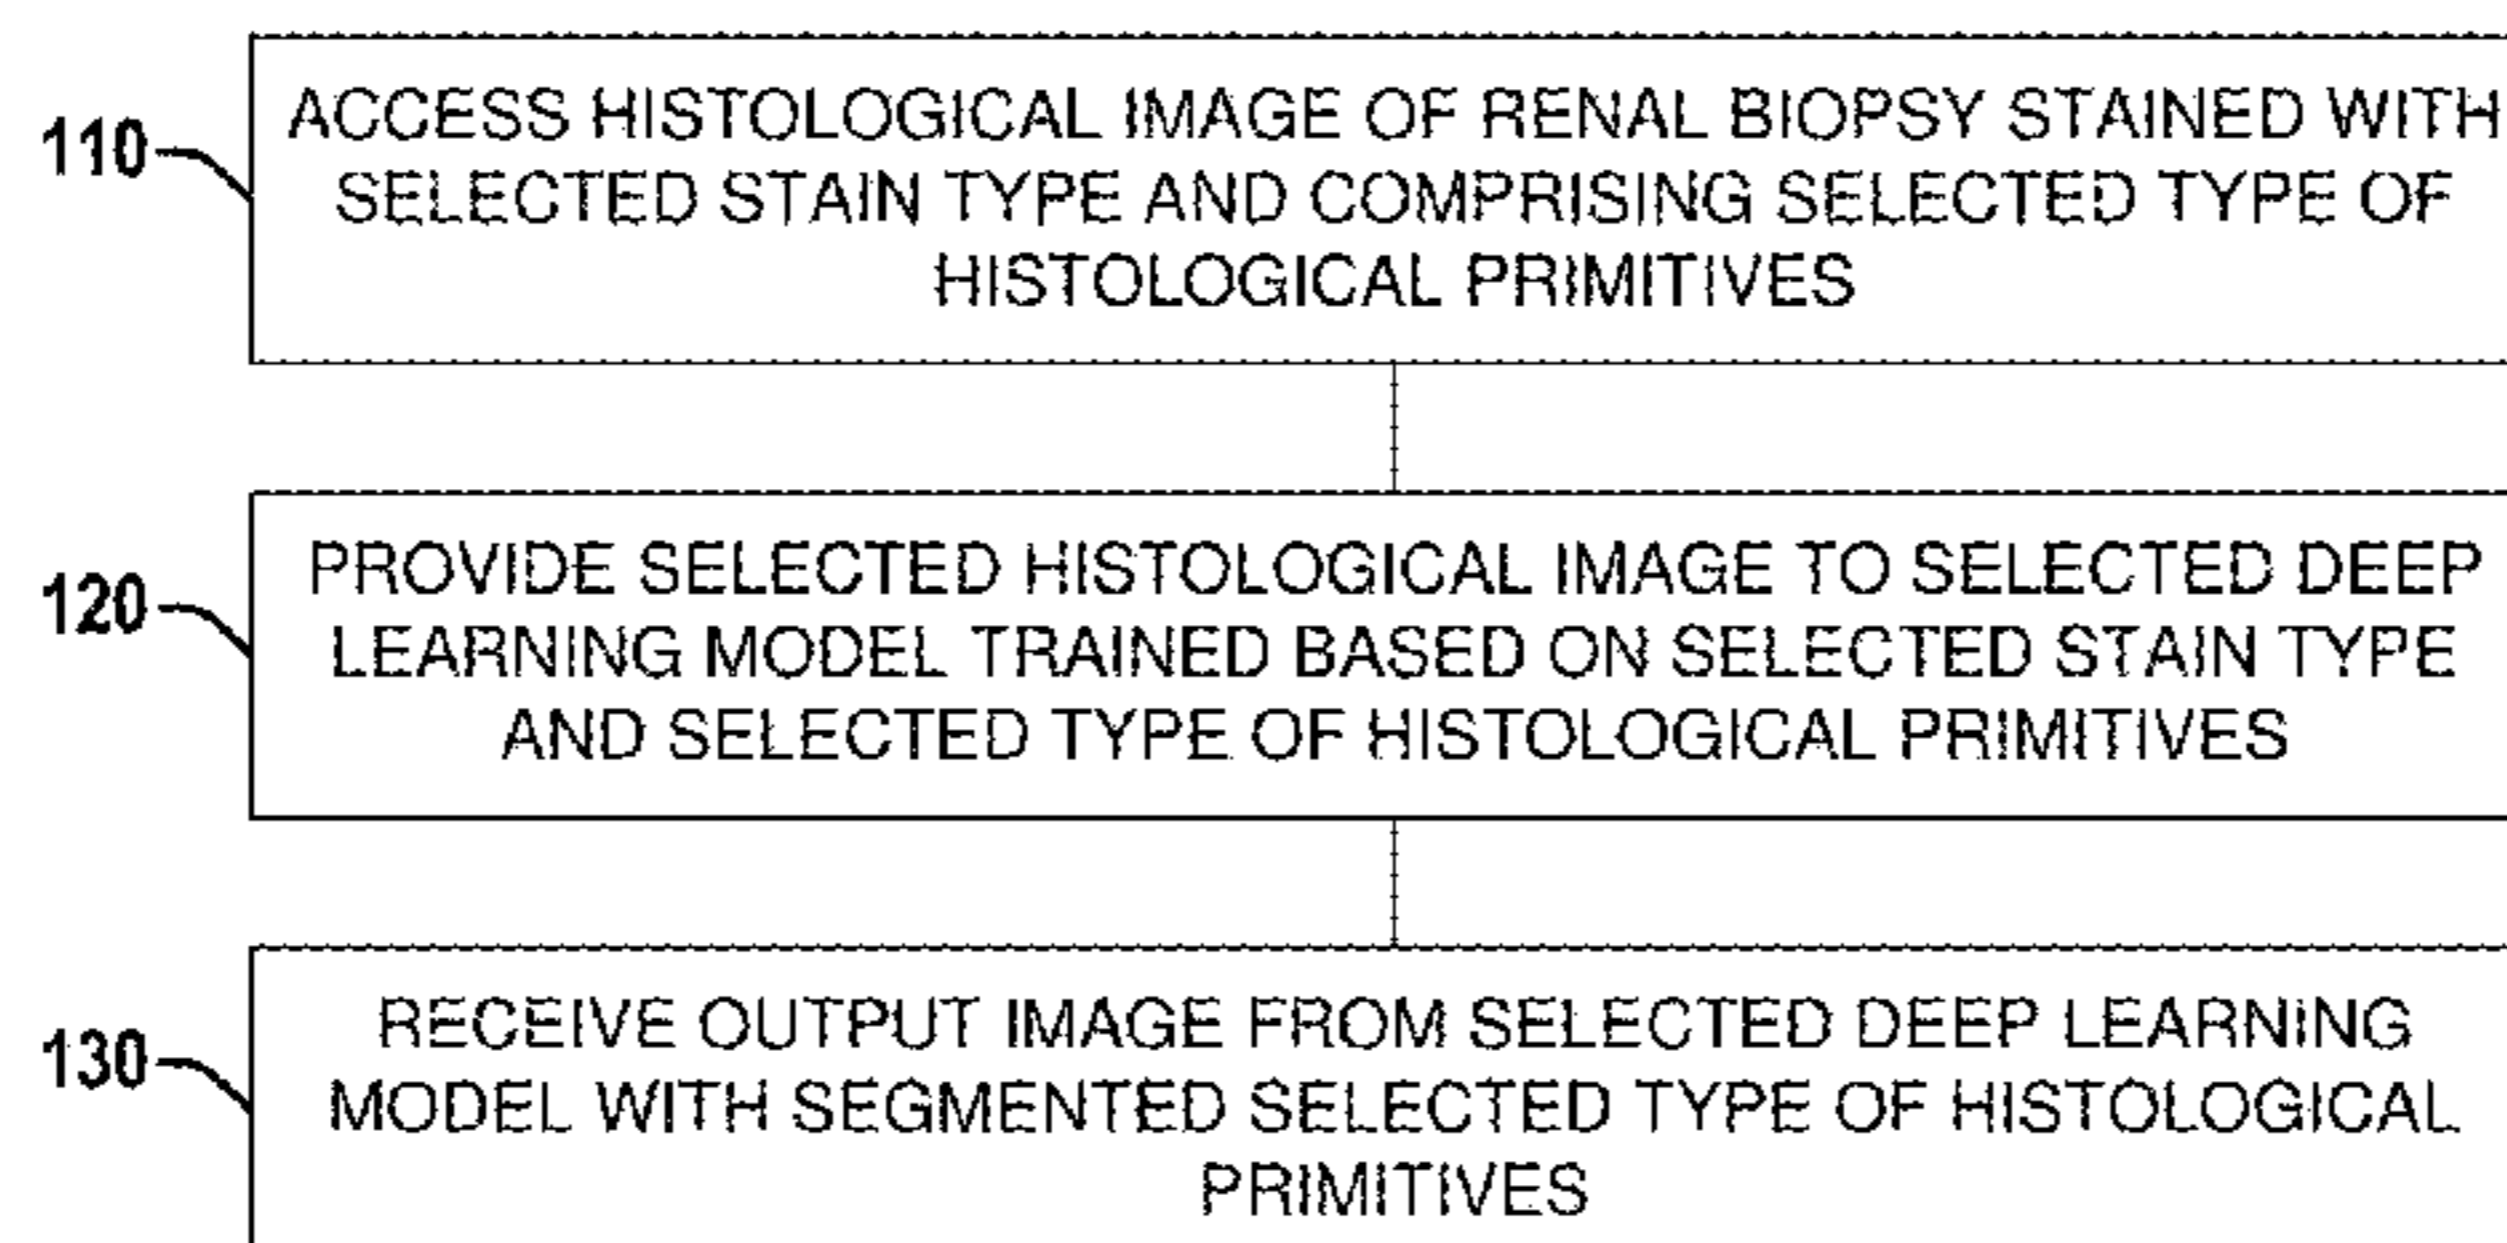 110
ACCESS HISTOLOGICAL IMAGE OF RENAL BIOPSY STAINED WITH
SELECTED STAIN TYPE AND COMPRISING SELECTED TYPE OF
HISTOLOGICAL PRIMITIVES
120
PROVIDE SELECTED HISTOLOGICAL IMAGE TO SELECTED DEEP
LEARNING MODEL TRAINED BASED ON SELECTED STAIN TYPE
AND SELECTED TYPE OF HISTOLOGICAL PRIMITIVES
130
RECEIVE OUTPUT IMAGE FROM SELECTED DEEP LEARNING
MODEL WITH SEGMENTED SELECTED TYPE OF HISTOLOGICAL
PRIMITIVES